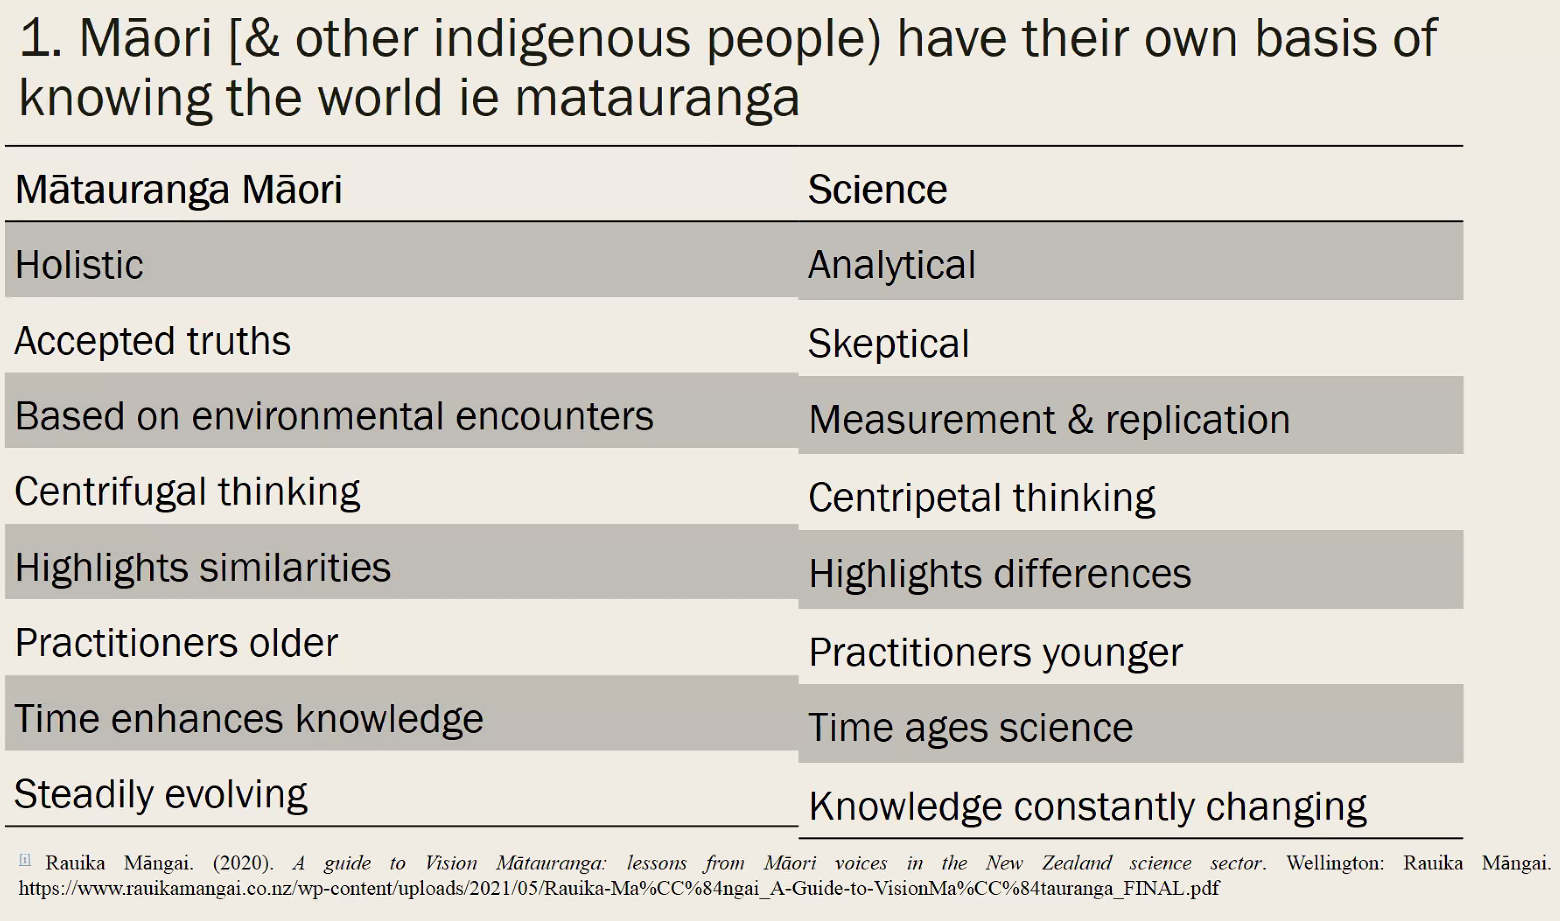 1. Māori [& other indigenous people) have their own basis of
knowing the world ie matauranga
Mātauranga Māori
Science
Holistic
Analytical
Accepted truths
Skeptical
Based on environmental encounters
Measurement & replication
Centrifugal thinking
Centripetal thinking
Highlights similarities
Highlights differences
Practitioners older
Practitioners younger
Time enhances knowledge
Time ages science
Steadily evolving
Knowledge constantly changing
[i] Rauika Māngai. (2020). A guide to Vision Mātauranga: lessons from Māori voices in the New Zealand science sector. Wellington: Rauika Māngai.
https://www.rauikamangai.co.nz/wp-content/uploads/2021/05/Rauika-Ma%CC%84ngai_A-Guide-to-VisionMa%CC%84tauranga_FINAL.pdf